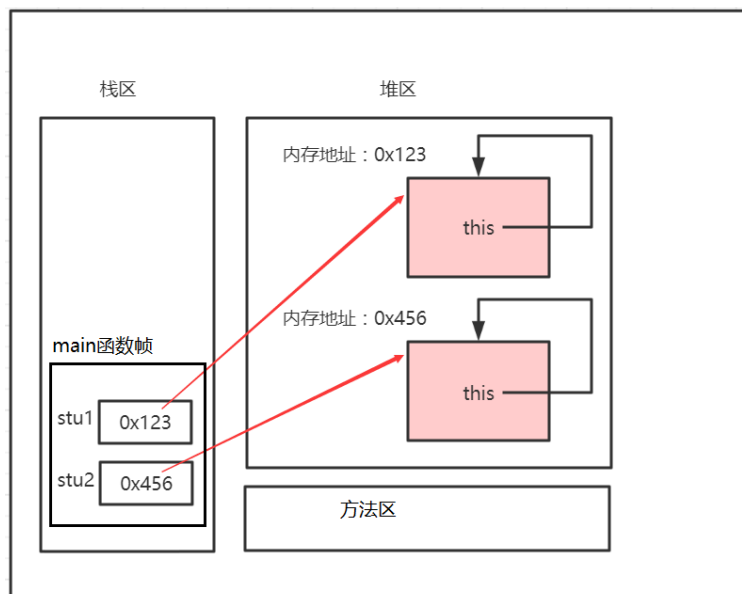 栈区
堆区
内存地址：0x123
this
内存地址：0x456
this
main函数帧
stu1
0x123
stu2
0x456
方法区